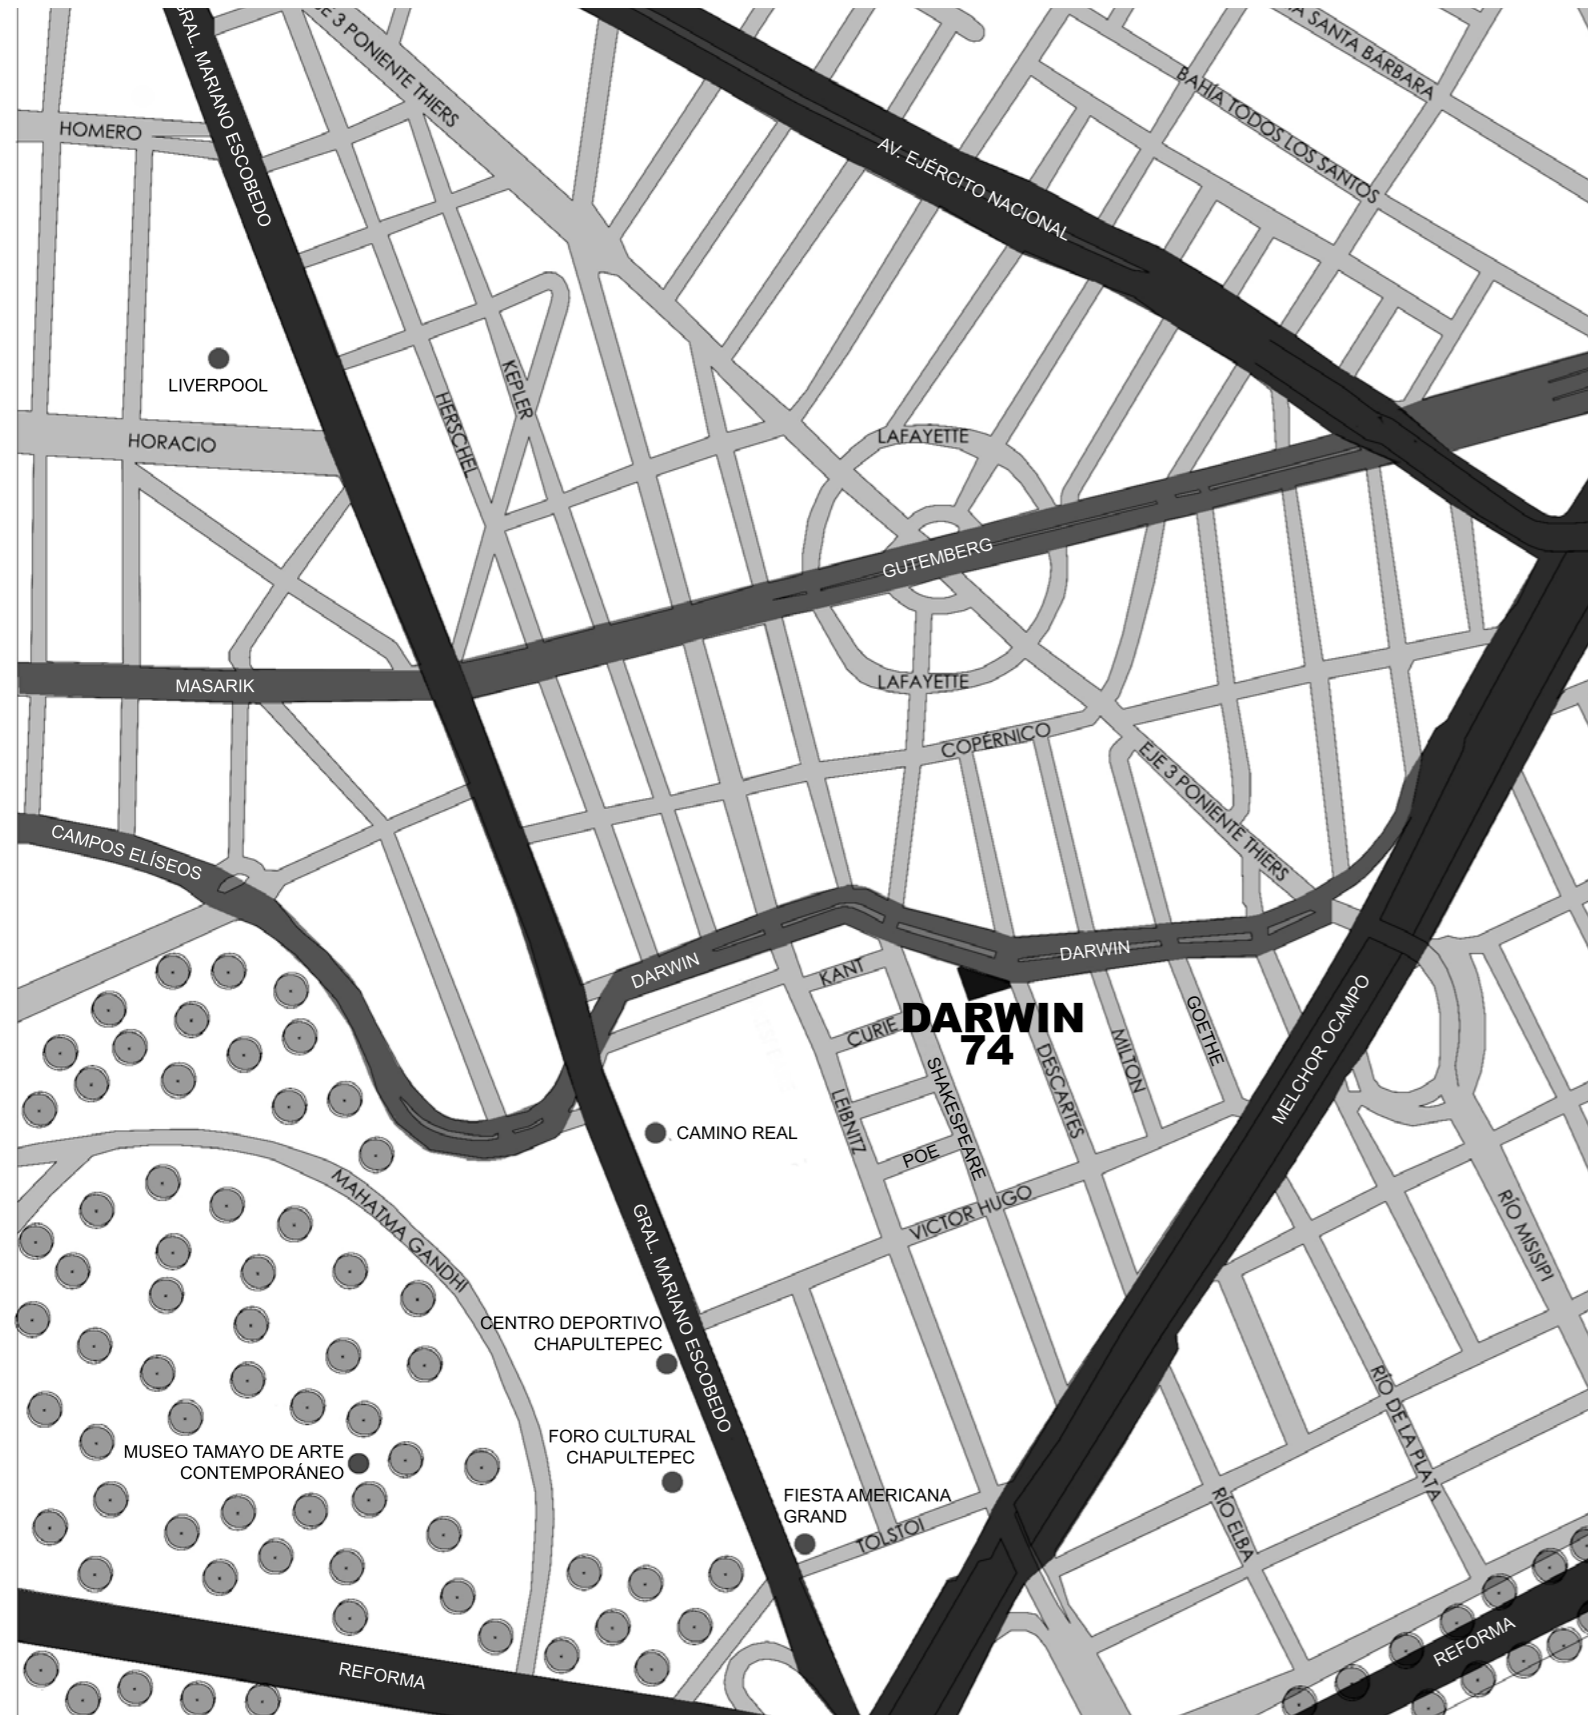 GRAL. MARIANO ESCOBEDO
EJE 3 PONIENTE THIERS
SANTA BÁRBARA
BAHÍA TODOS LOS SANTOS
HOMERO
AV. EJÉRCITO NACIONAL
LIVERPOOL
KEPLER
HERSCHEL
HORACIO
LAFAYETTE
GUTEMBERG
MASARIK
LAFAYETTE
COPÉRNICO
EJE 3 PONIENTE THIERS
CAMPOS ELÍSEOS
DARWIN
DARWIN
KANT
CURIE
DARWIN
74
GOETHE
MELCHOR OCAMPO
MILTON
DESCARTES
SHAKESPEARE
LEIBNITZ
CAMINO REAL
POE
VICTOR HUGO
MAHATMA GANDHI
RÍO MISISIPI
GRAL. MARIANO ESCOBEDO
CENTRO DEPORTIVO
CHAPULTEPEC
RÍO DE LA PLATA
FORO CULTURAL
CHAPULTEPEC
MUSEO TAMAYO DE ARTE
CONTEMPORÁNEO
FIESTA AMERICANA
GRAND
TOLSTOI
RÍO ELBA
REFORMA
REFORMA